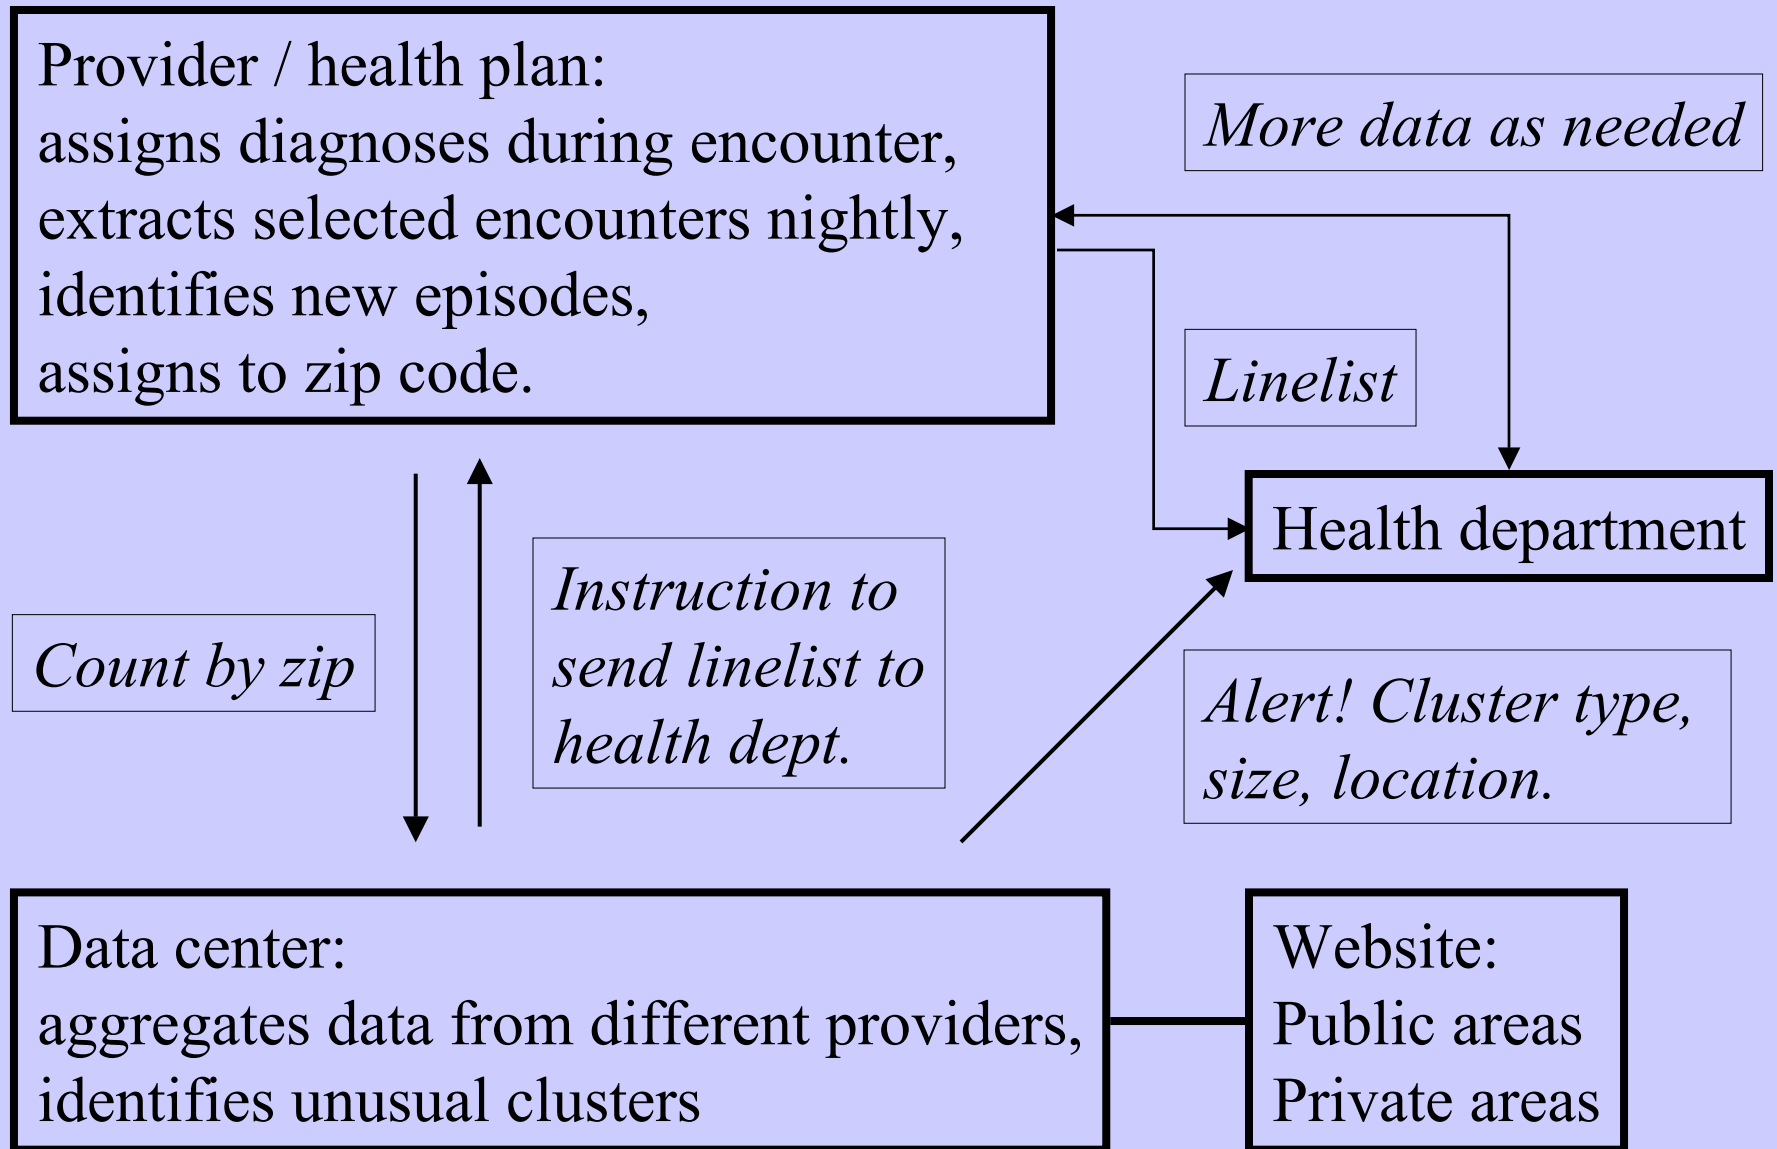 Provider / health plan:
assigns diagnoses during encounter,
extracts selected encounters nightly,
identifies new episodes,
assigns to zip code.
More data as needed
Linelist
Health department
Count by zip
Instruction to
send linelist to
health dept.
Alert! Cluster type,
size, location.
Data center:
aggregates data from different providers,
identifies unusual clusters
Website:
Public areas
Private areas